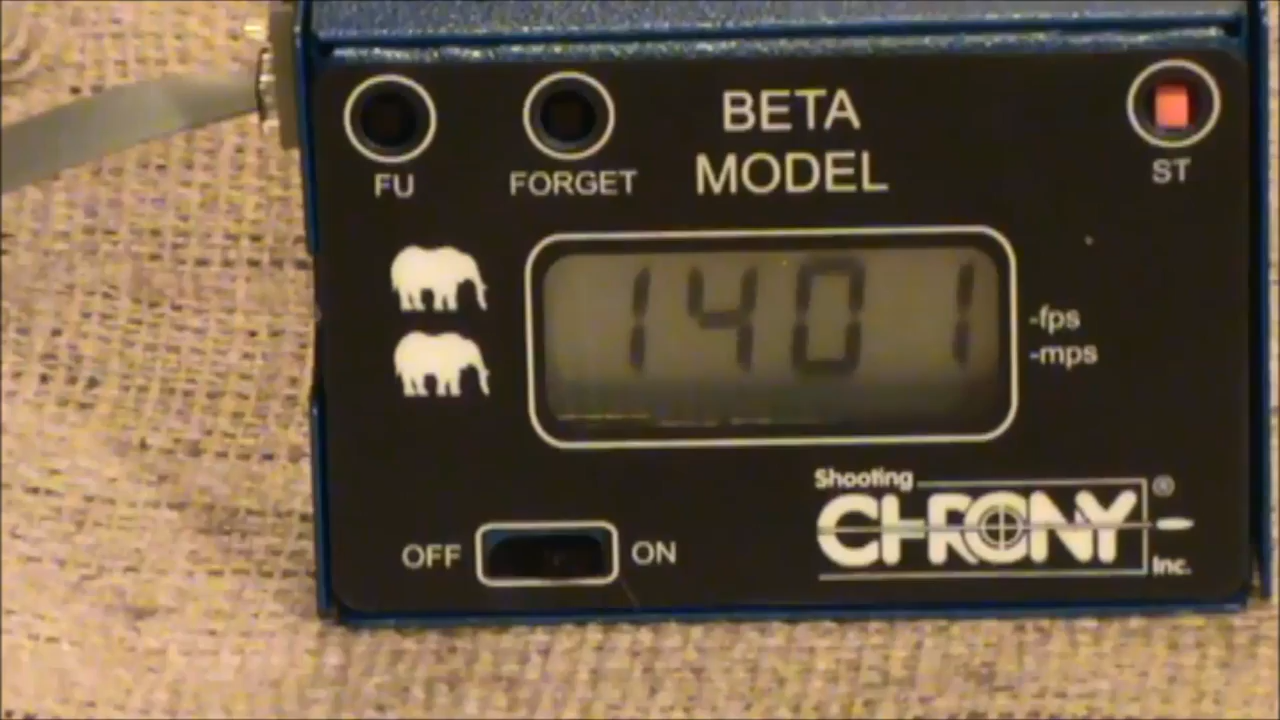 BETA
MODEL
FU
FORGET
ST
1401
-fps
-mps
OFF
ON
Shooting
CHRONY ®
Inc.